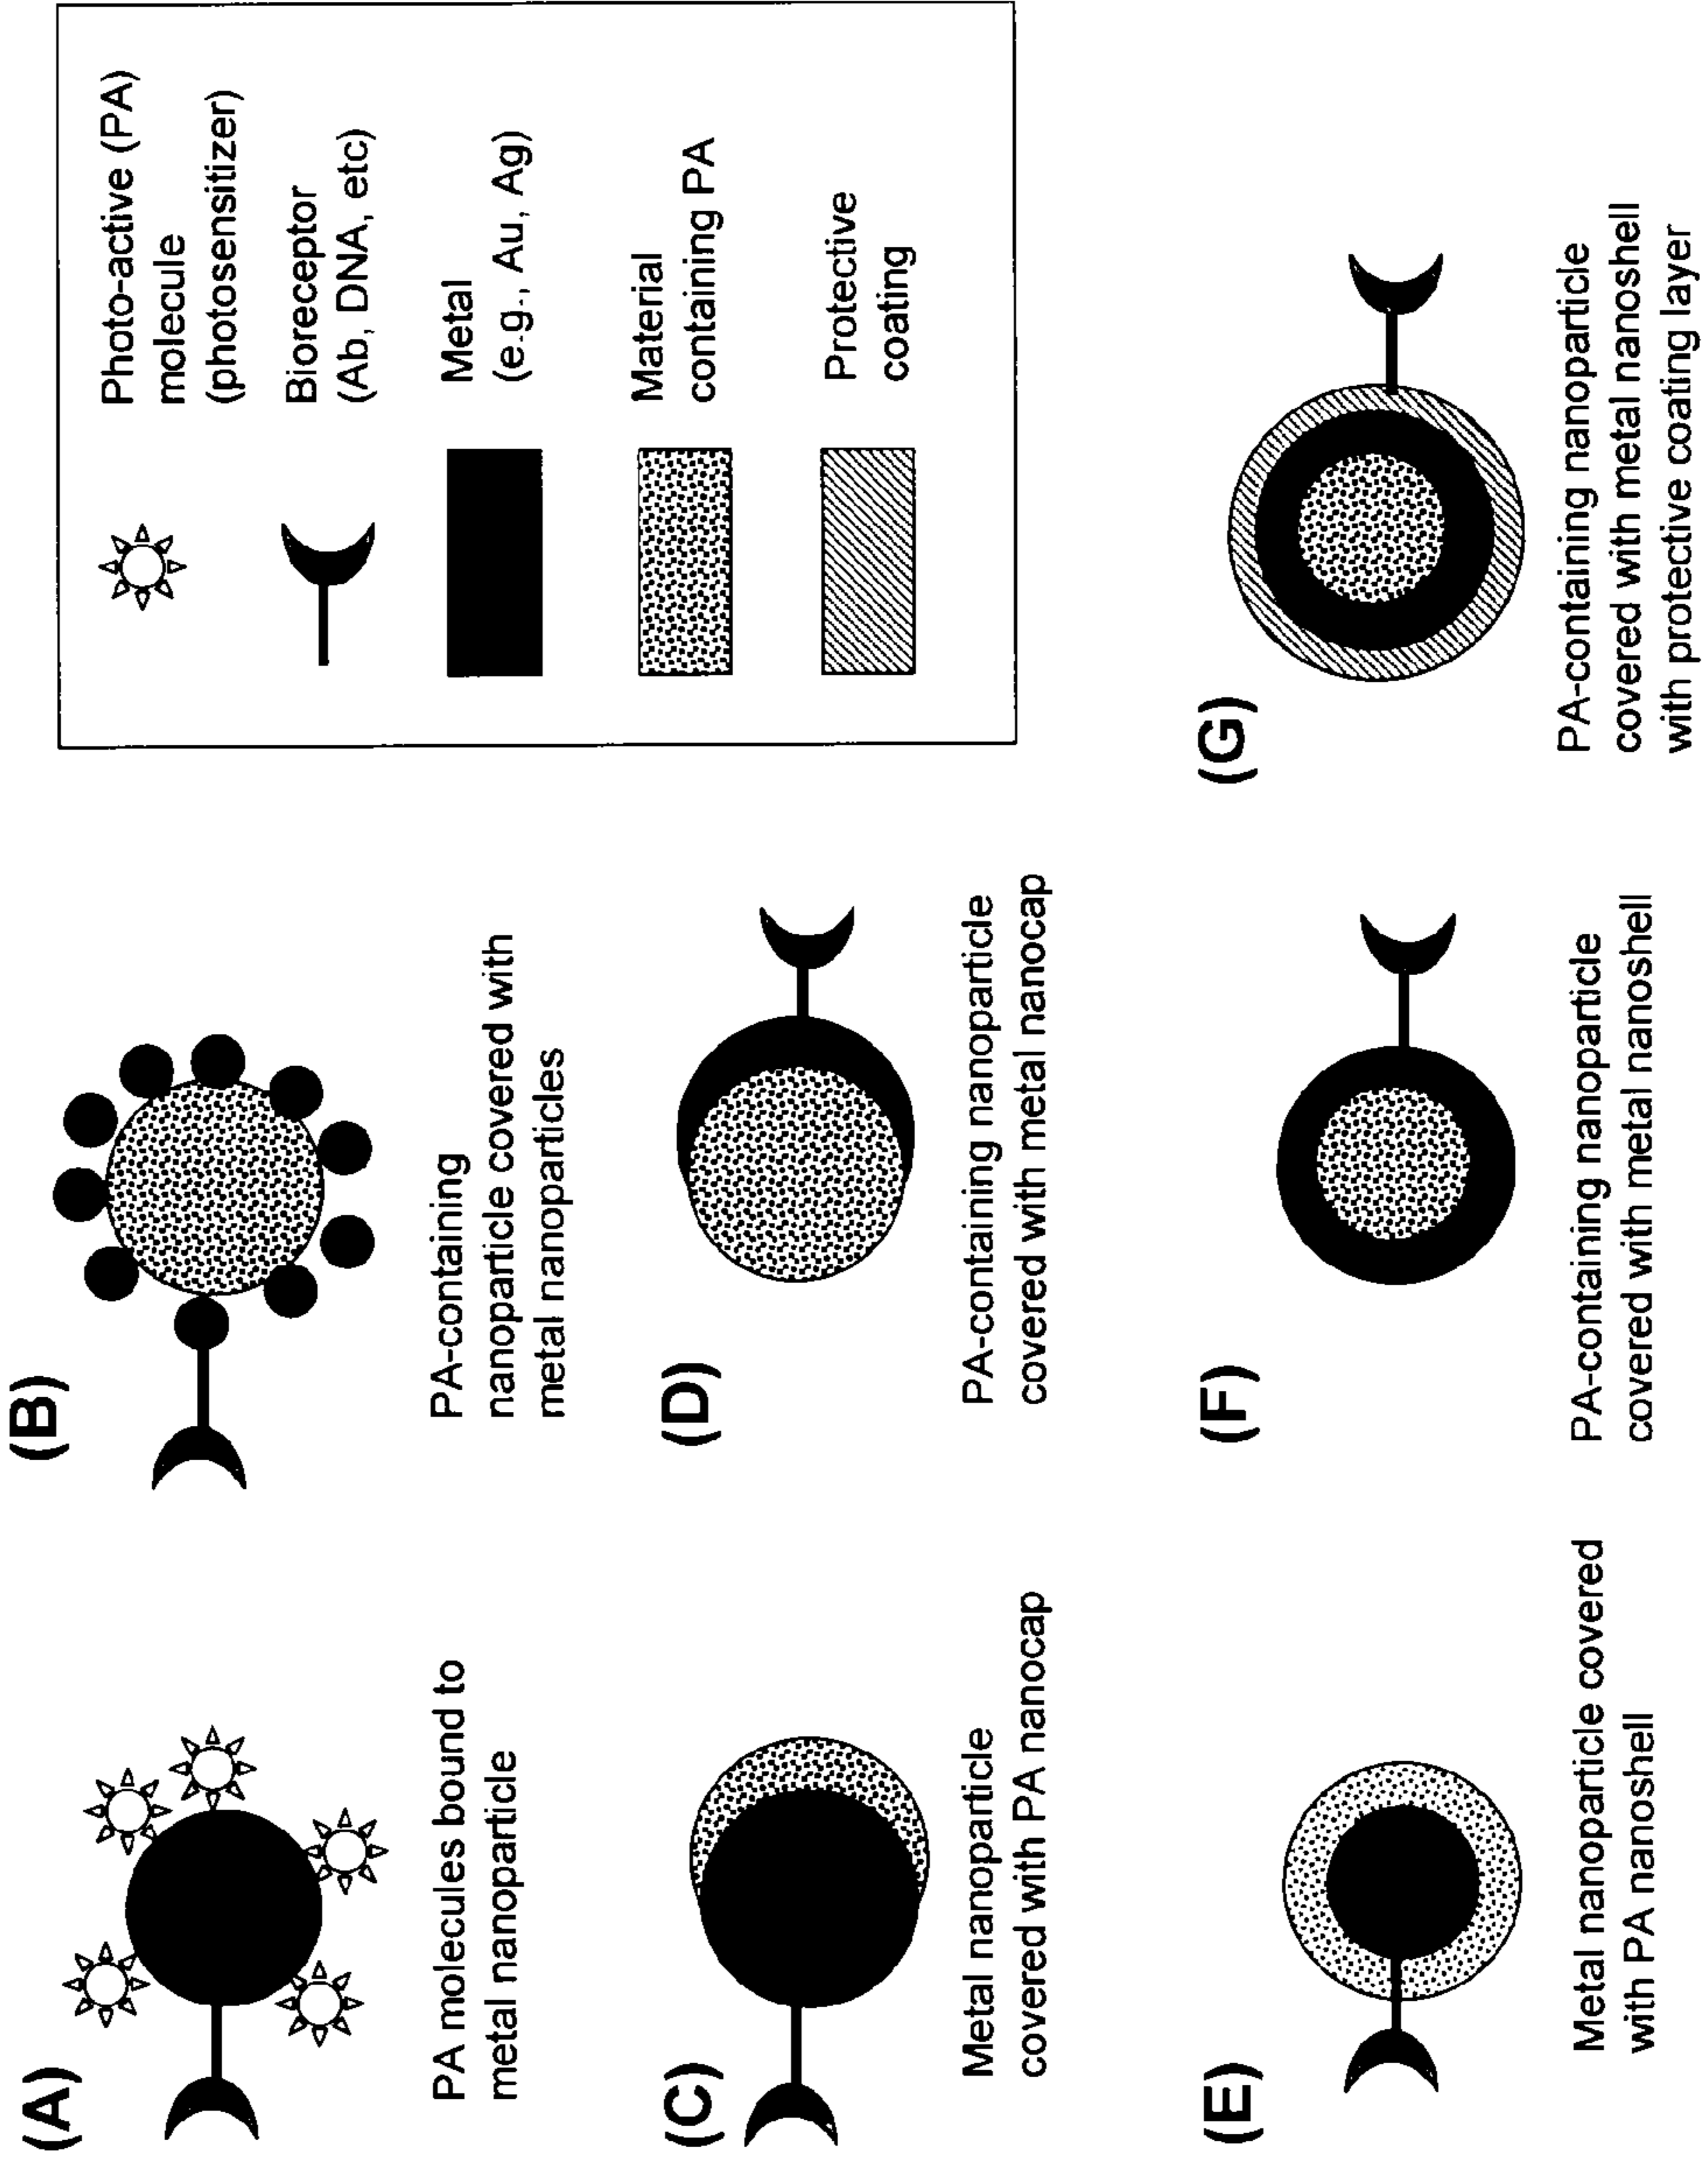 (A)
PA molecules bound to
metal nanoparticle
(B)
PA-containing
nanoparticle covered with
metal nanoparticles
Photo-active (PA)
molecule
(photosensitizer)
Bioreceptor
(Ab, DNA, etc)
Metal
(e.g., Au, Ag)
Material
containing PA
Protective
coating
(C)
Metal nanoparticle
covered with PA nanocap
(D)
PA-containing nanoparticle
covered with metal nanocap
(E)
Metal nanoparticle covered
with PA nanoshell
(F)
PA-containing nanoparticle
covered with metal nanoshell
(G)
PA-containing nanoparticle
covered with metal nanoshell
with protective coating layer